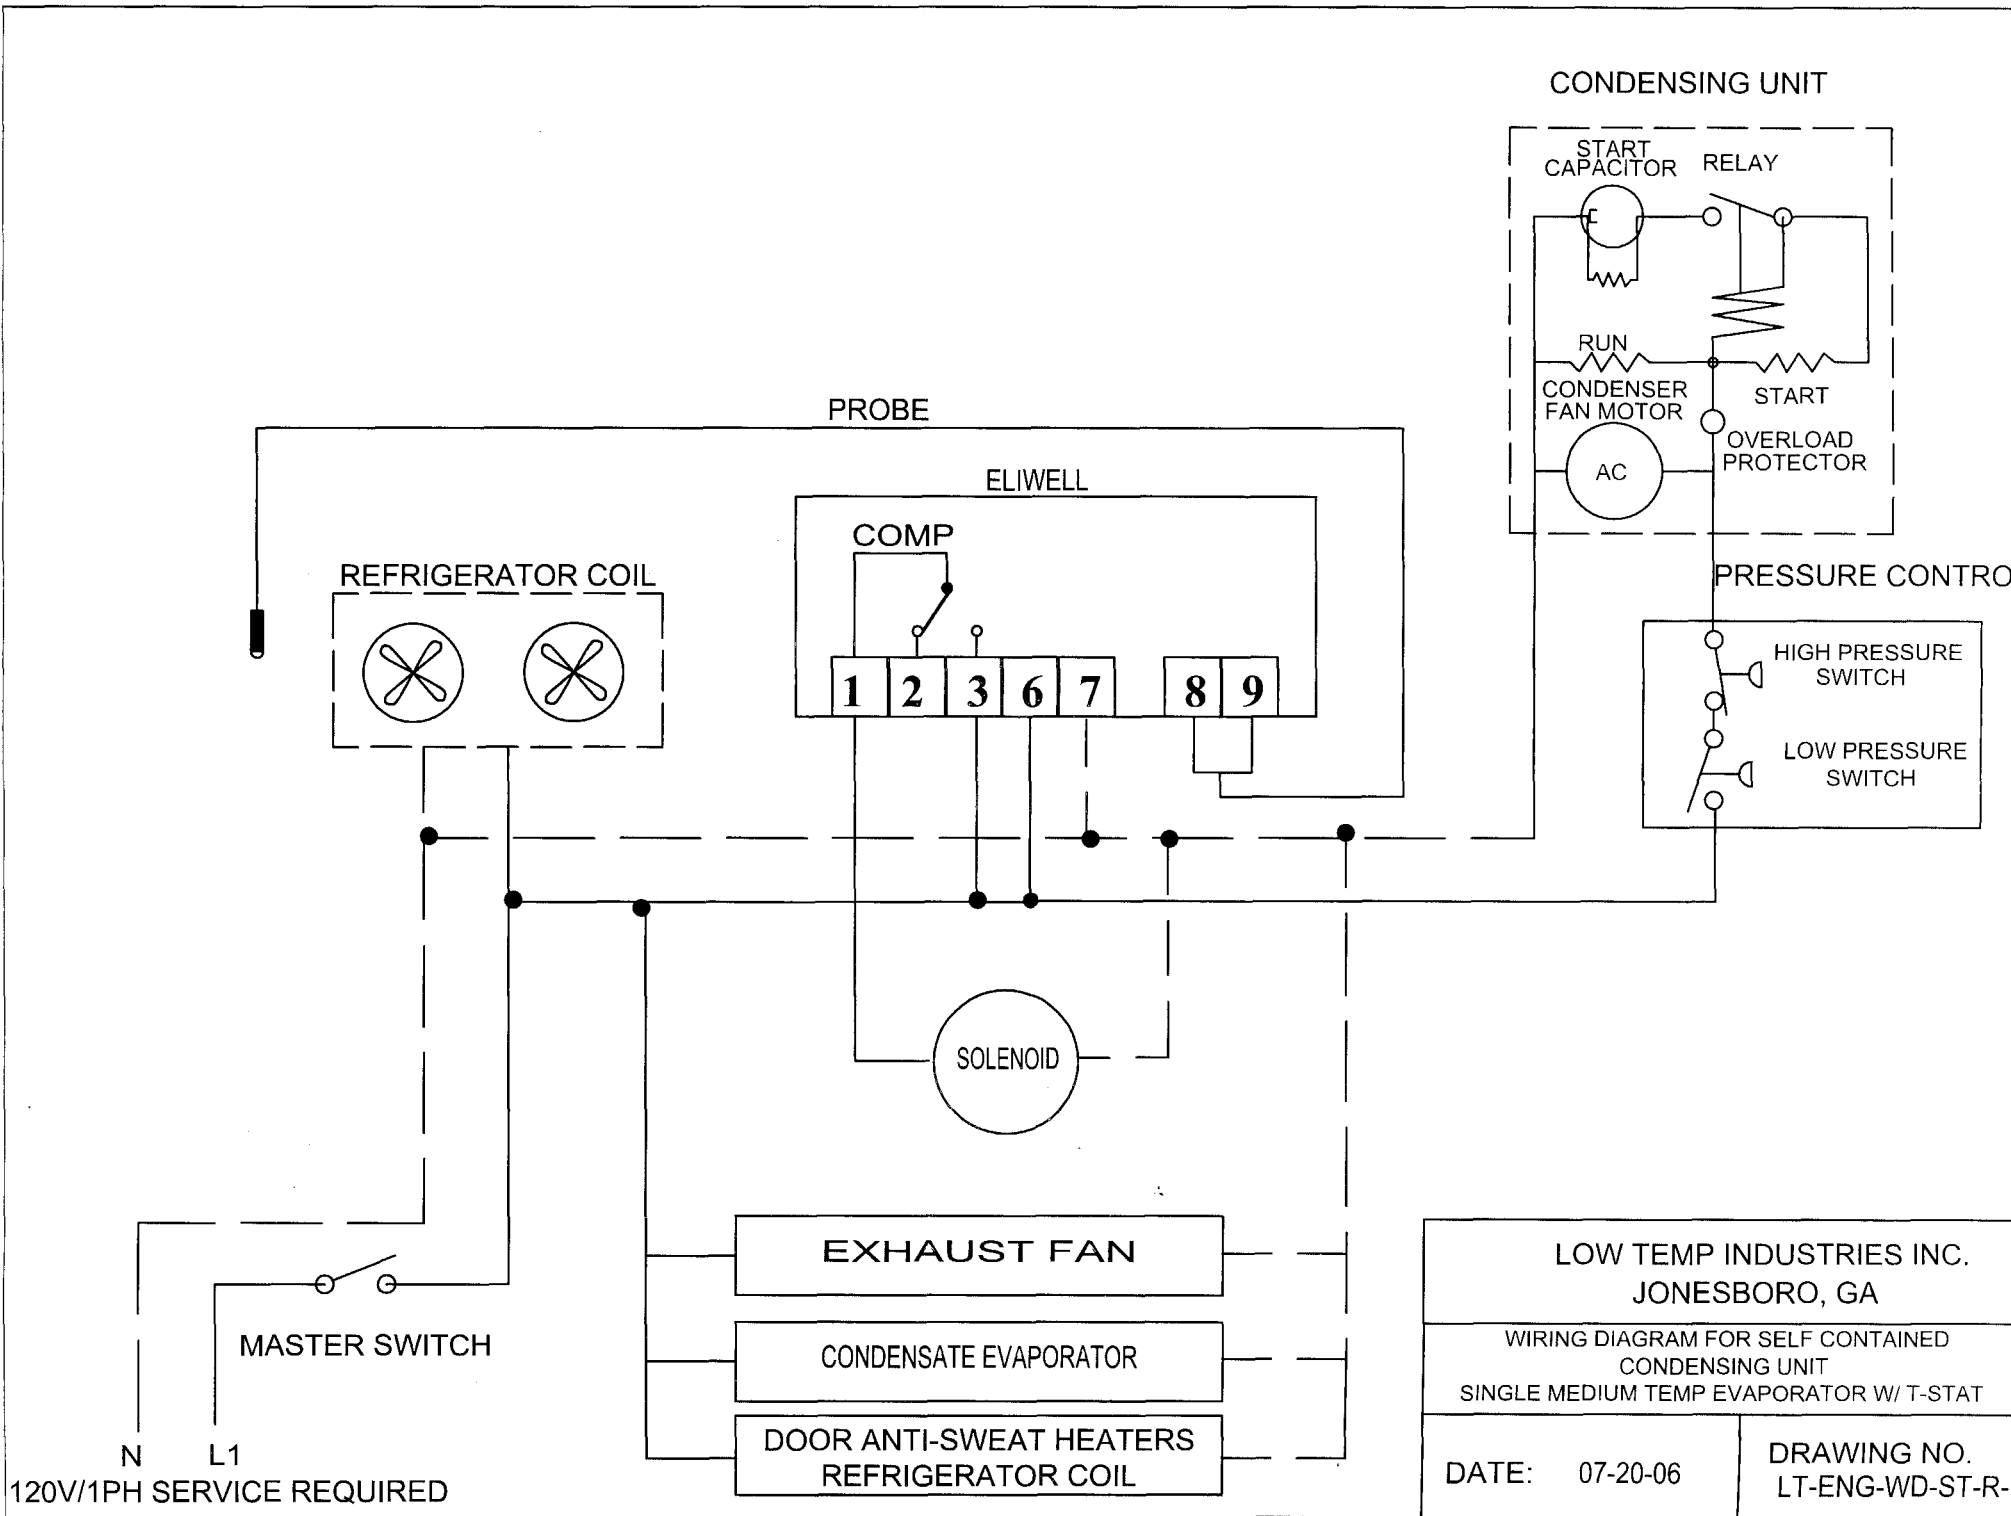 CONDENSING UNIT
START
CAPACITOR
RELAY
RUN
CONDENSER
FAN MOTOR
START
OVERLOAD
PROTECTOR
AC
PROBE
ELIWELL
COMP
REFRIGERATOR COIL
PRESSURE CONTRO
HIGH PRESSURE
SWITCH
LOW PRESSURE
SWITCH
1 2 3 6 7 8 9
SOLENOID
EXHAUST FAN
CONDENSATE EVAPORATOR
DOOR ANTI-SWEAT HEATERS
REFRIGERATOR COIL
MASTER SWITCH
N L1
120V/1PH SERVICE REQUIRED
LOW TEMP INDUSTRIES INC.
JONESBORO, GA
WIRING DIAGRAM FOR SELF CONTAINED
CONDENSING UNIT
SINGLE MEDIUM TEMP EVAPORATOR W/ T-STAT
DATE: 07-20-06
DRAWING NO.
LT-ENG-WD-ST-R-